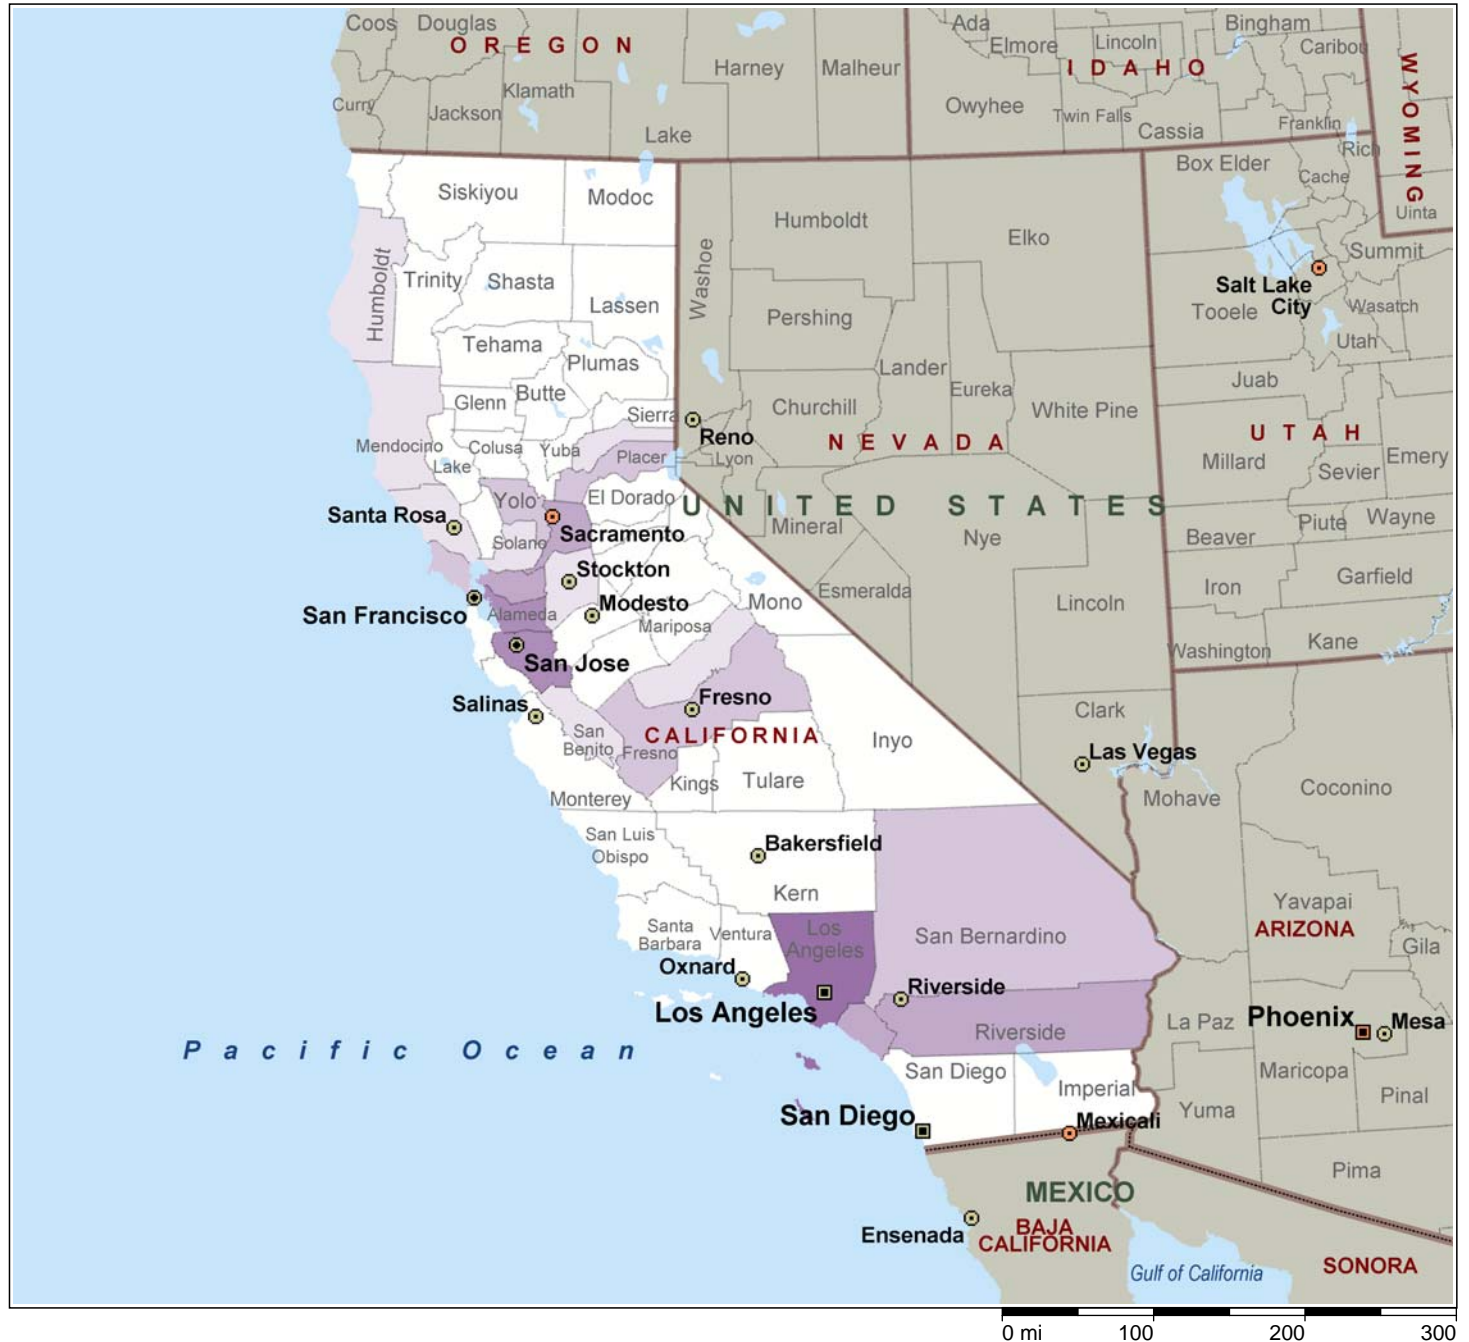 Coos
Douglas
OREGON
Harney
Malheur
Curry
Jackson
Klamath
Lake
Ada
Elmore
Lincoln
Bingham
Caribou
IDAHO
Owyhee
Twin Falls
Cassia
Franklin
Rich
WYOMING
Box Elder
Cache
Uinta
Summit
Salt Lake
City
Tooele
Wasatch
Utah
Juab
UTAH
Millard
Sevier
Emery
Beaver
Piute
Wayne
Iron
Garfield
Washington
Kane
Siskiyou
Modoc
Humboldt
Trinity
Shasta
Lassen
Tehama
Plumas
Glenn
Butte
Sierra
Mendocino
Colusa
Yuba
Placer
Lake
Yolo
El Dorado
Santa Rosa
Sacramento
Solano
Stockton
San Francisco
Alameda
Modesto
Mariposa
Mono
San Jose
Salinas
Fresno
CALIFORNIA
San
Benito
Fresno
Inyo
Kings
Tulare
Monterey
San Luis
Obispo
Bakersfield
Kern
Santa
Barbara
Ventura
Los
Angeles
San Bernardino
Oxnard
Riverside
Los Angeles
Riverside
San Diego
Imperial
San Diego
Mexicali
Washoe
Humboldt
Elko
Pershing
Lander
Eureka
Churchill
White Pine
Reno
Lyon
NEVADA
UNITED STATES
Mineral
Nye
Esmeralda
Lincoln
Clark
Las Vegas
Mohave
Coconino
Yavapai
ARIZONA
Gila
La Paz
Phoenix
Mesa
Maricopa
Pinal
Yuma
Pima
Pacific Ocean
MEXICO
Ensenada
BAJA
CALIFORNIA
Gulf of California
SONORA
0 mi 100 200 300